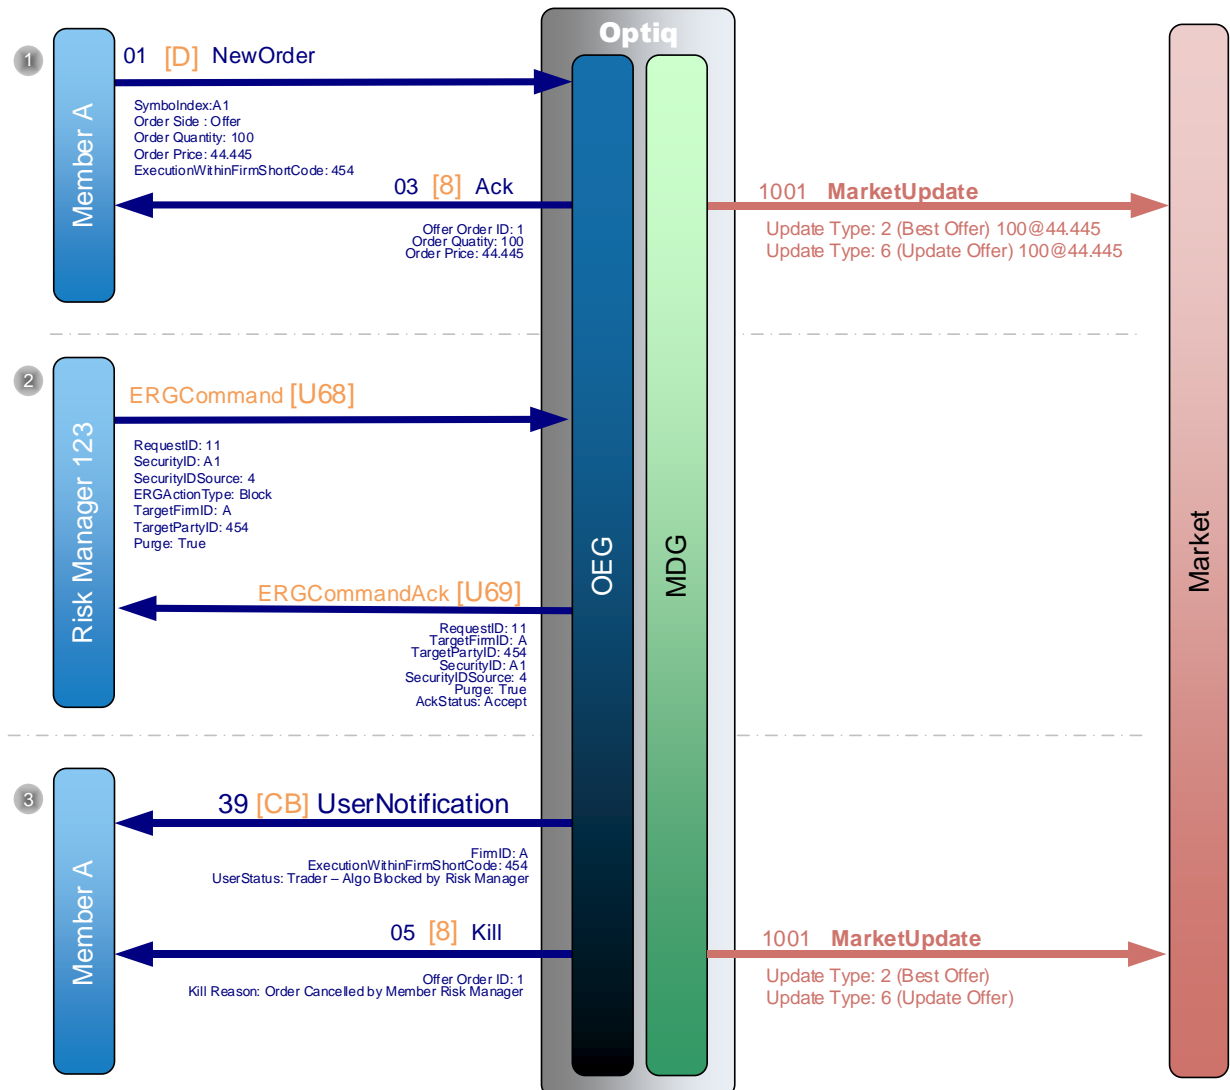 Optiq
1
Member A
01 [D] NewOrder
SymbolIndex:A1
Order Side : Offer
Order Quantity: 100
Order Price: 44.445
ExecutionWithinFirmShortCode: 454
03 [8] Ack
Offer Order ID: 1
Order Quatity: 100
Order Price: 44.445
1001 MarketUpdate
Update Type: 2 (Best Offer) 100@44.445
Update Type: 6 (Update Offer) 100@44.445
2
Risk Manager 123
ERGCommand [U68]
RequestID: 11
SecurityID: A1
SecurityIDSource: 4
ERGActionType: Block
TargetFirmID: A
TargetPartyID: 454
Purge: True
OEG
MDG
Market
ERGCommandAck [U69]
RequestID: 11
TargetFirmID: A
TargetPartyID: 454
SecurityID: A1
SecurityIDSource: 4
Purge: True
AckStatus: Accept
3
Member A
39 [CB] UserNotification
FirmID: A
ExecutionWithinFirmShortCode: 454
UserStatus: Trader – Algo Blocked by Risk Manager
05 [8] Kill
Offer Order ID: 1
Kill Reason: Order Cancelled by Member Risk Manager
1001 MarketUpdate
Update Type: 2 (Best Offer)
Update Type: 6 (Update Offer)